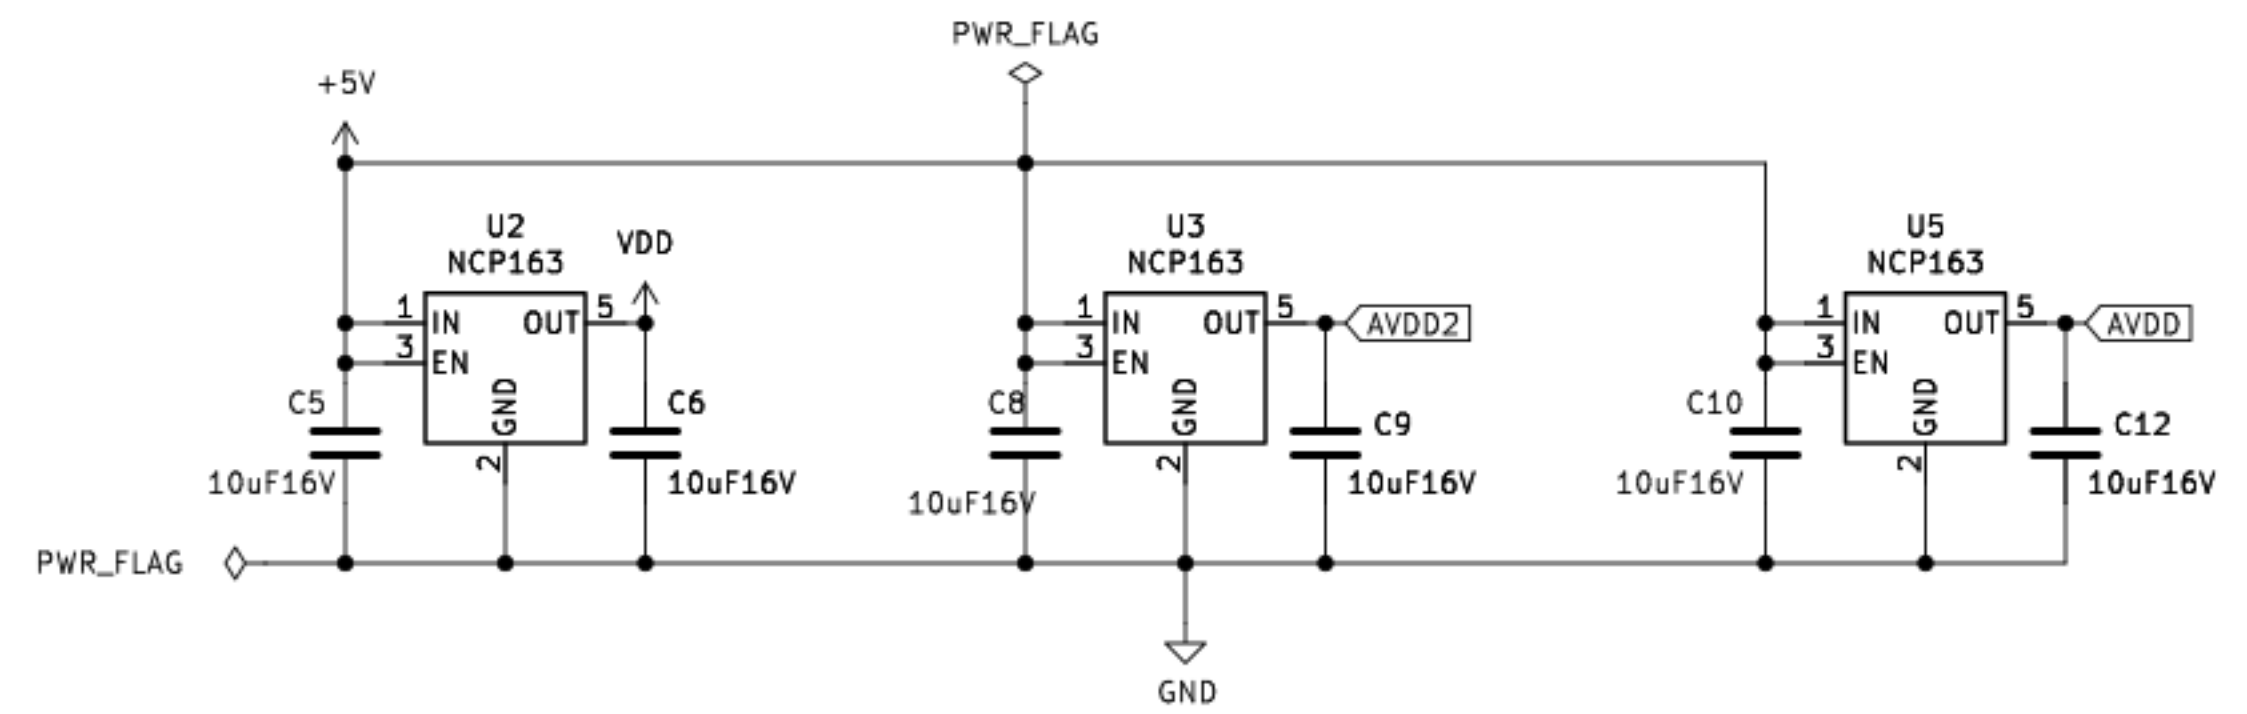 PWR_FLAG
+5V
U2
NCP163
VDD
1
IN
OUT
5
3
EN
GND
2
C5
10uF16V
C6
10uF16V
U3
NCP163
1
IN
OUT
5
AVDD2
3
EN
GND
2
C8
10uF16V
C9
10uF16V
U5
NCP163
1
IN
OUT
5
AVDD
3
EN
GND
2
C10
10uF16V
C12
10uF16V
PWR_FLAG
GND